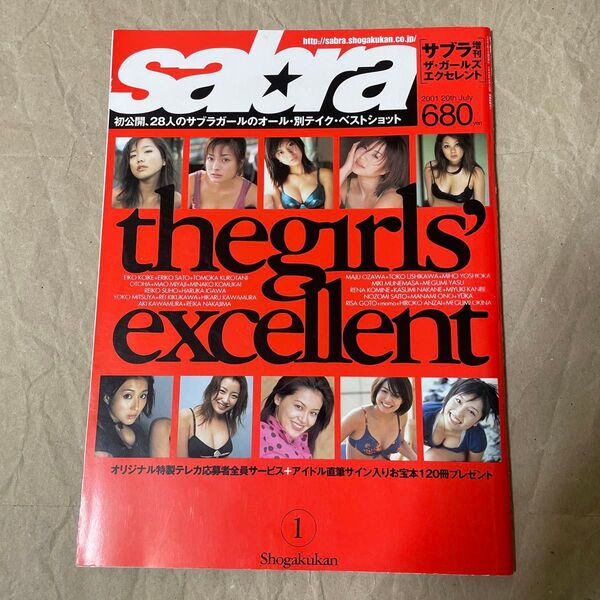 http://sabra.shogakukan.co.jp/
sabra
サブラ増刊
ザ・ガールズ
エクセレント
2001 20th July
680yen
初公開、28人のサブラガールのオール・別テイク・ベストショット
the girls'
EIKO KOIKE+ERIKO SATO+TOMOKA KUROTANI
OTOHA+MAO MIYAJI+MINAKO KOMUKAI
REIKO SUHO+HARUKA IGAWA
YOKO MITSUYA+REI KIKUKAWA+HIKARU KAWAMURA
AKI KAWAMURA+REIKA NAKAJIMA
MAJU OZAWA+TOKO USHIKAWA+MIHO YOSHIOKA
MIKI MUNEMASA+MEGUMI YASU
RENA KOMINE+KASUMI NAKANE+MIYUKI KANBE
NOZOMI SAITO+MANAMI ONO+YUKA
RISA GOTO+momo+HIROKO ANZAI+MEGUMI OKINA
excellent
オリジナル特製テレカ応募者全員サービス+アイドル直筆サイン入りお宝本120冊プレゼント
1
Shogakukan